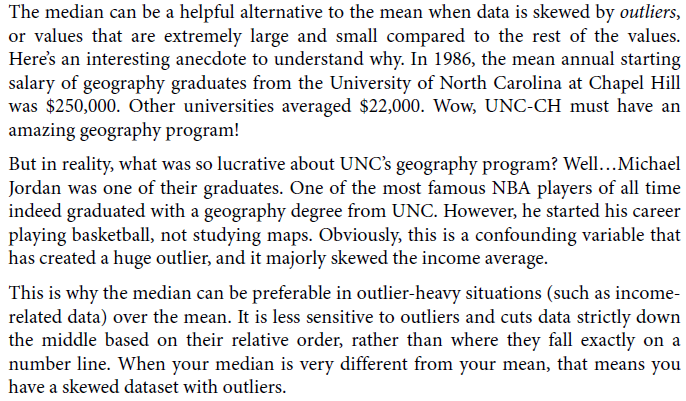 The median can be a helpful alternative to the mean when data is skewed by outliers,
or values that are extremely large and small compared to the rest of the values.
Here's an interesting anecdote to understand why. In 1986, the mean annual starting
salary of geography graduates from the University of North Carolina at Chapel Hill
was $250,000. Other universities averaged $22,000. Wow, UNC-CH must have an
amazing geography program!
But in reality, what was so lucrative about UNC's geography program? Well…Michael
Jordan was one of their graduates. One of the most famous NBA players of all time
indeed graduated with a geography degree from UNC. However, he started his career
playing basketball, not studying maps. Obviously, this is a confounding variable that
has created a huge outlier, and it majorly skewed the income average.
This is why the median can be preferable in outlier-heavy situations (such as income-
related data) over the mean. It is less sensitive to outliers and cuts data strictly down
the middle based on their relative order, rather than where they fall exactly on a
number line. When your median is very different from your mean, that means you
have a skewed dataset with outliers.